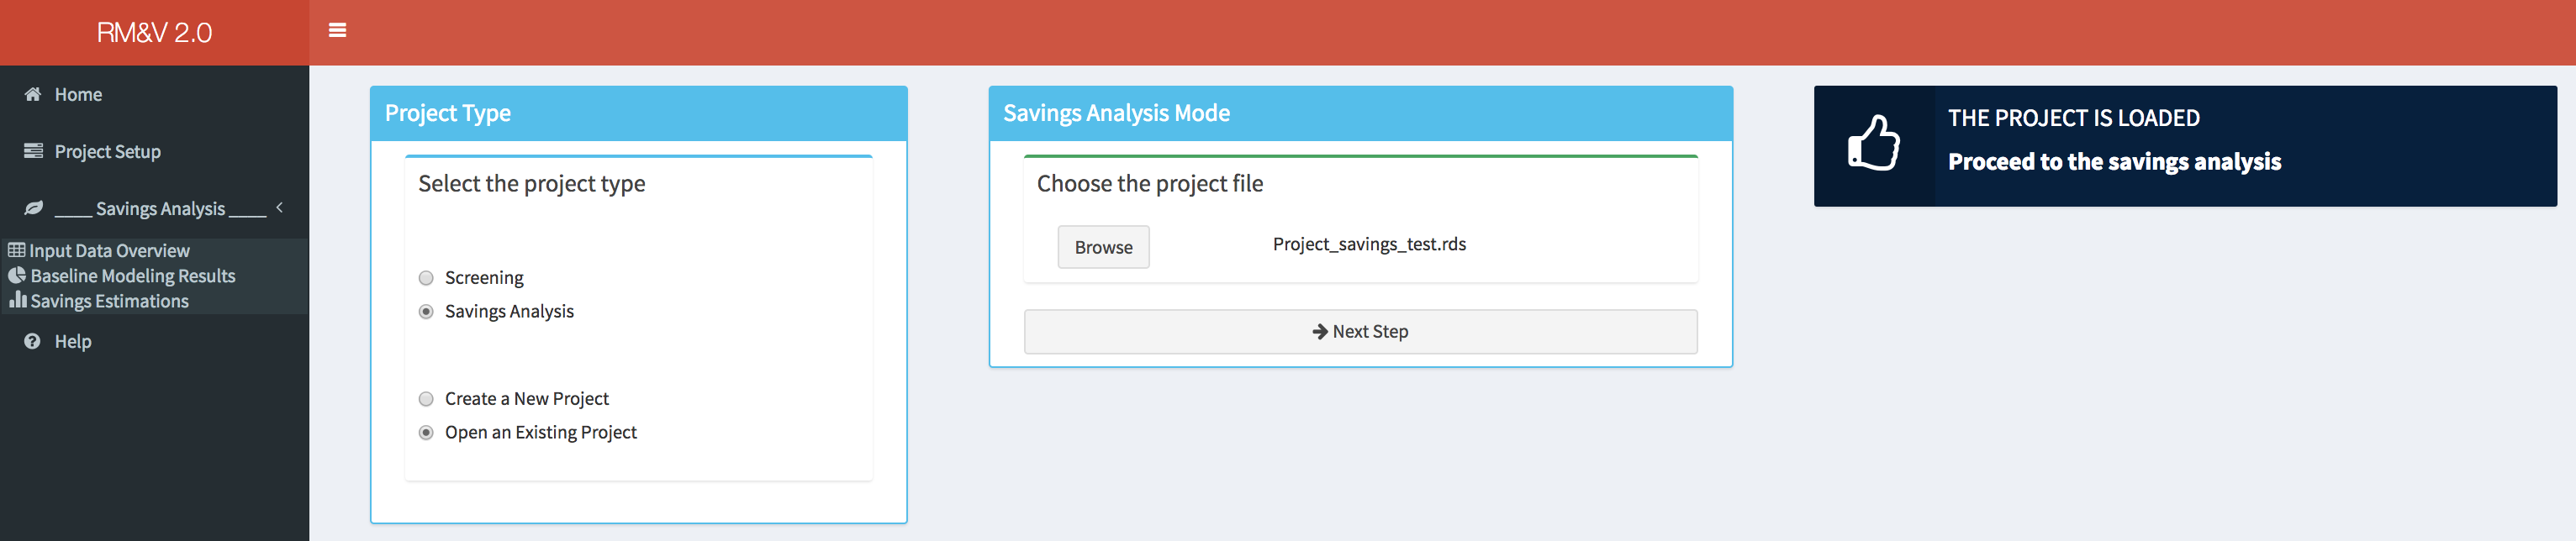 RM&V 2.0
Home
Project Setup
____ Savings Analysis ____
Input Data Overview
Baseline Modeling Results
Savings Estimations
Help
Project Type
Select the project type
Screening
Savings Analysis
Create a New Project
Open an Existing Project
Savings Analysis Mode
Choose the project file
Browse
Project_savings_test.rds
Next Step
THE PROJECT IS LOADED
Proceed to the savings analysis